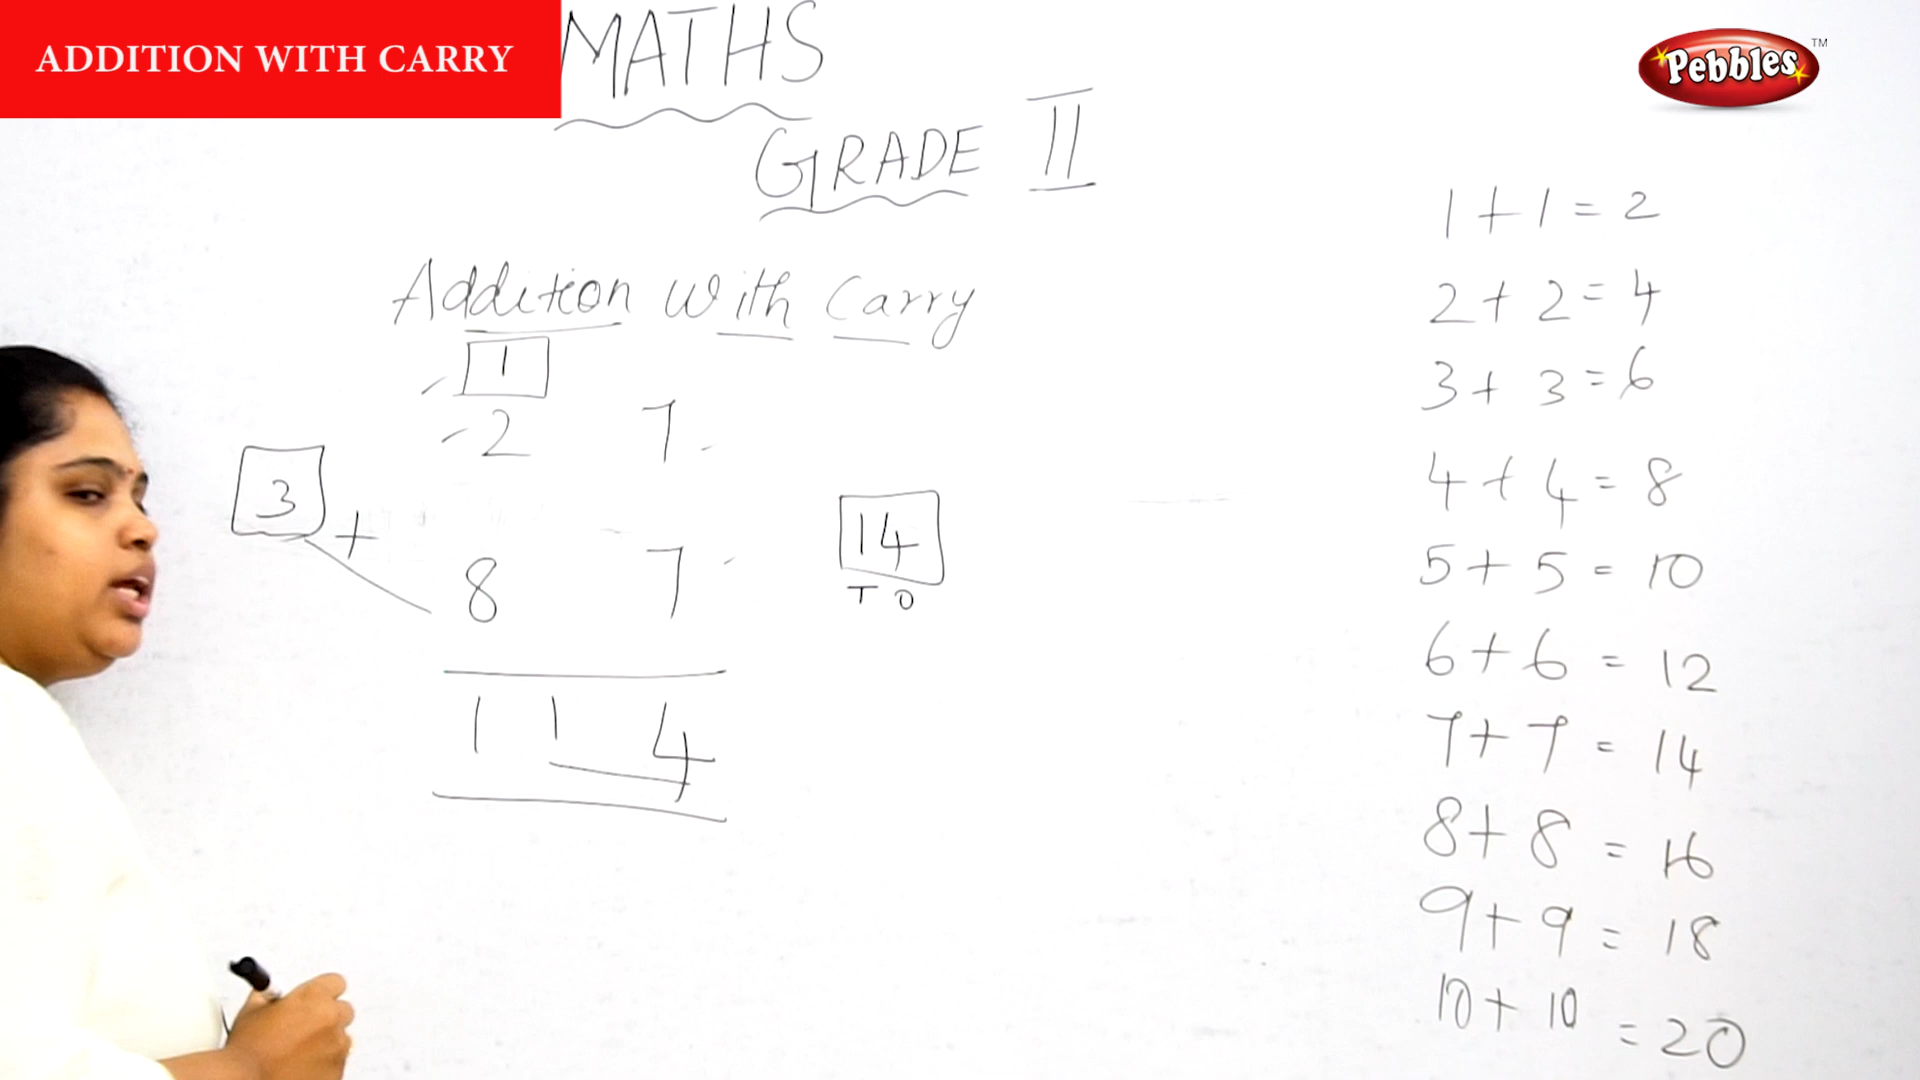 ADDITION WITH CARRY
MATHS
Pebbles™
GRADE II
Addition With Carry
1
2 7
3
+
8 7
14
T O
1 1 4
1 + 1 = 2
2 + 2 = 4
3 + 3 = 6
4 + 4 = 8
5 + 5 = 10
6 + 6 = 12
7 + 7 = 14
8 + 8 = 16
9 + 9 = 18
10 + 10 = 20